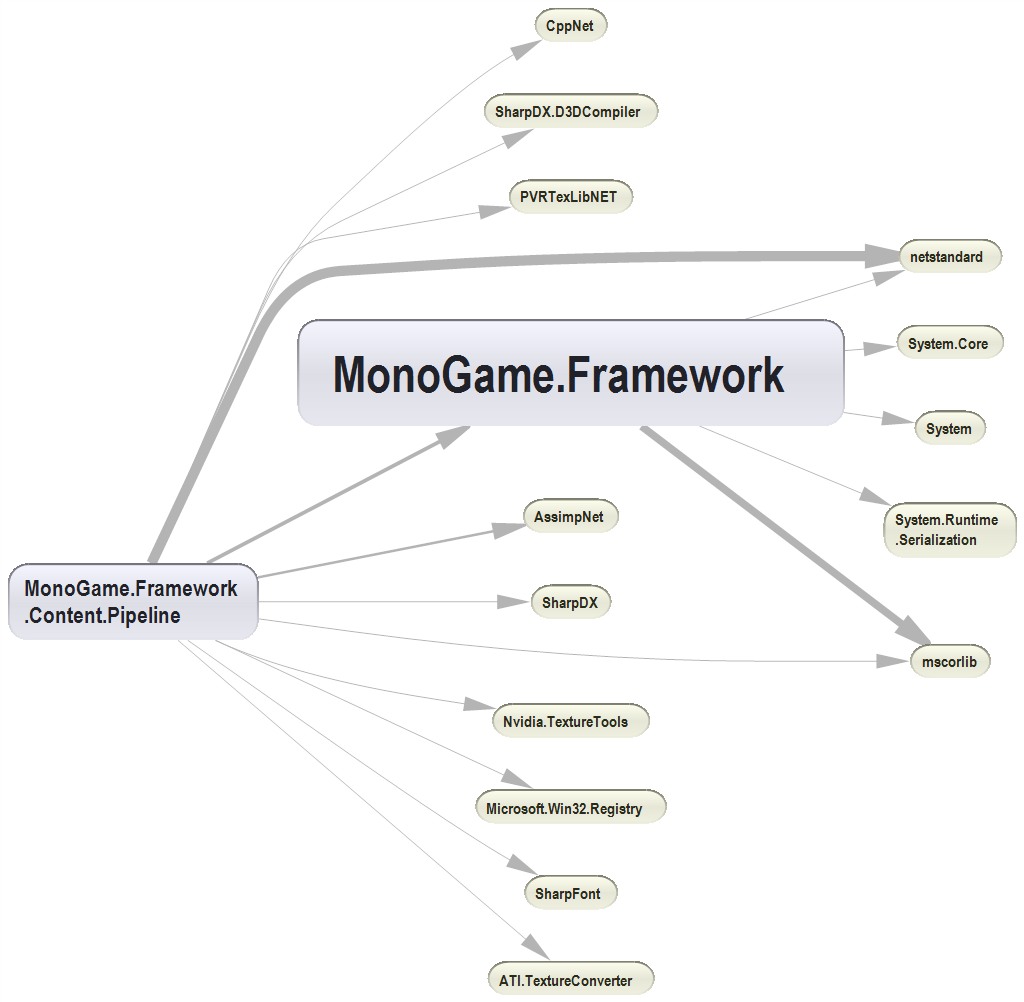 CppNet
SharpDX.D3DCompiler
PVRTexLibNET
netstandard
System.Core
MonoGame.Framework
System
AssimpNet
System.Runtime
.Serialization
MonoGame.Framework
.Content.Pipeline
SharpDX
mscorlib
Nvidia.TextureTools
Microsoft.Win32.Registry
SharpFont
ATI.TextureConverter